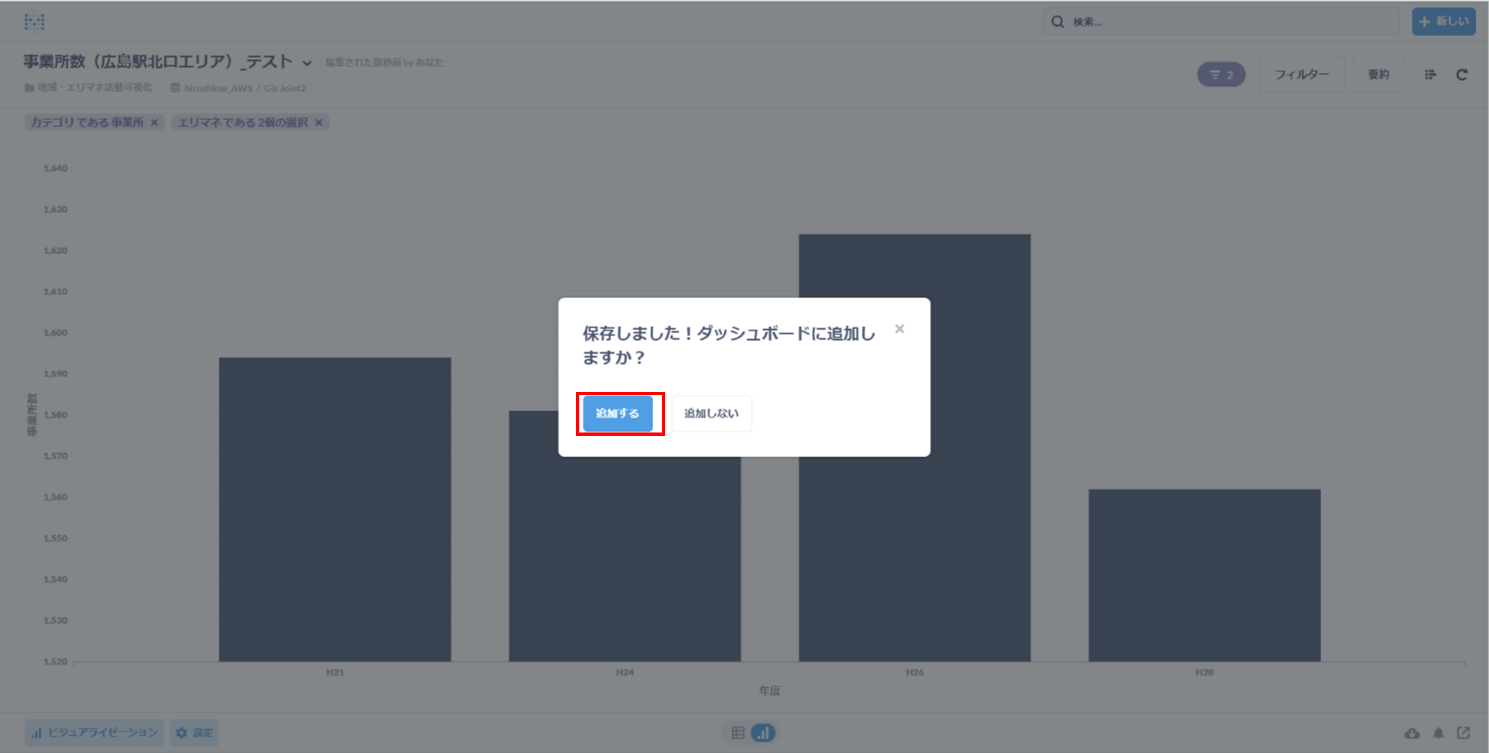 検索...
+ 新しい
事業所数（広島駅北口エリア）_テスト
編集された 数秒前 by あなた
2
フィルター
要約
地域・エリマネ活動可視化
hiroshima_AWS / Gis Joint2
カテゴリ である 事業所 ×
エリマネ である 2個の選択 ×
1,640
1,630
1,620
1,610
1,600
1,590
1,580
1,570
1,560
1,550
1,540
1,530
1,520
事業所数
保存しました！ダッシュボードに追加し
ますか？
追加する
追加しない
H21
H24
H26
H28
年度
ビジュアライゼーション
設定